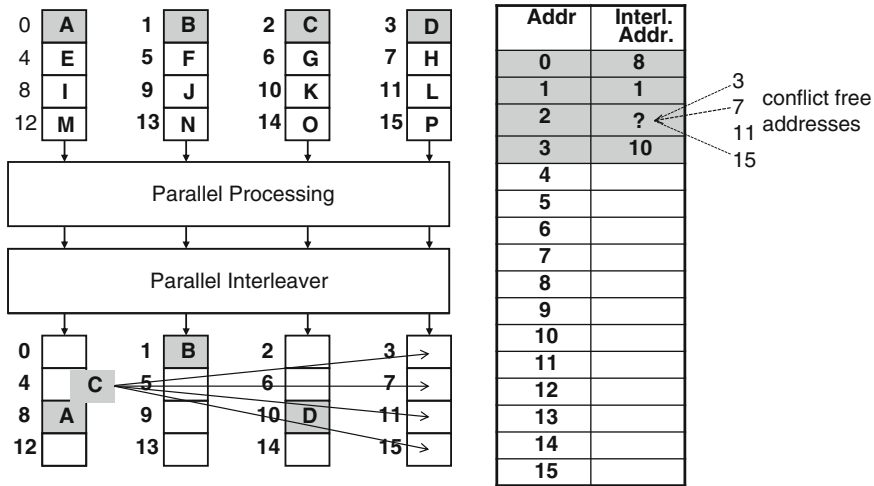 0 A 1 B 2 C 3 D
4 E 5 F 6 G 7 H
8 I 9 J 10 K 11 L
12 M 13 N 14 O 15 P
Parallel Processing
Parallel Interleaver
0 1 B 2 3
4 C 5 6 7
8 A 9 10 D 11
12 13 14 15
Addr Interl.
Addr.
0 8
1 1
2 ?
3 10
4
5
6
7
8
9
10
11
12
13
14
15
3
7
11
15
conflict free
addresses